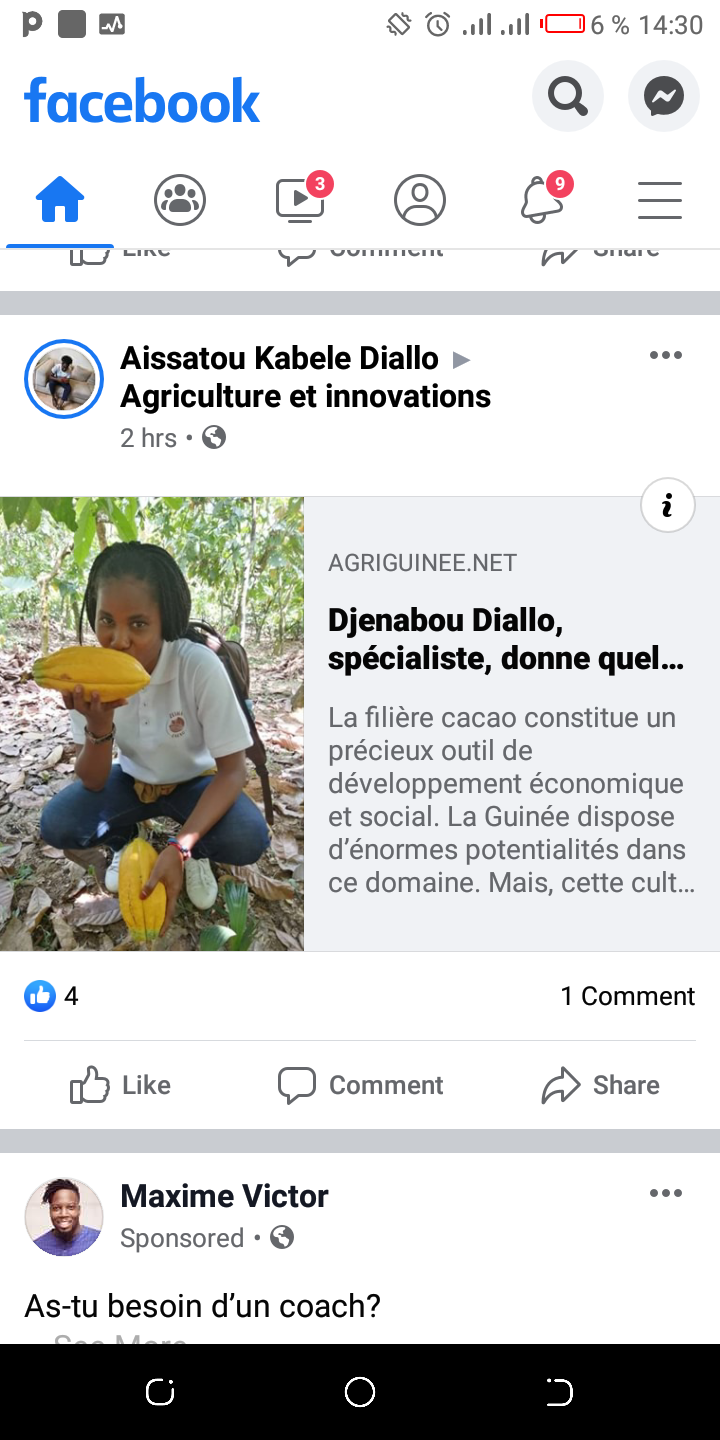 6 % 14:30
facebook
3
9
Like Comment Share
Aissatou Kabele Diallo
Agriculture et innovations
2 hrs •
i
AGRIGUINEE.NET
Djenabou Diallo,
spécialiste, donne quel...
La filière cacao constitue un
précieux outil de
développement économique
et social. La Guinée dispose
d’énormes potentialités dans
ce domaine. Mais, cette cult...
4
1 Comment
Like Comment Share
Maxime Victor
Sponsored •
As-tu besoin d’un coach?
See More